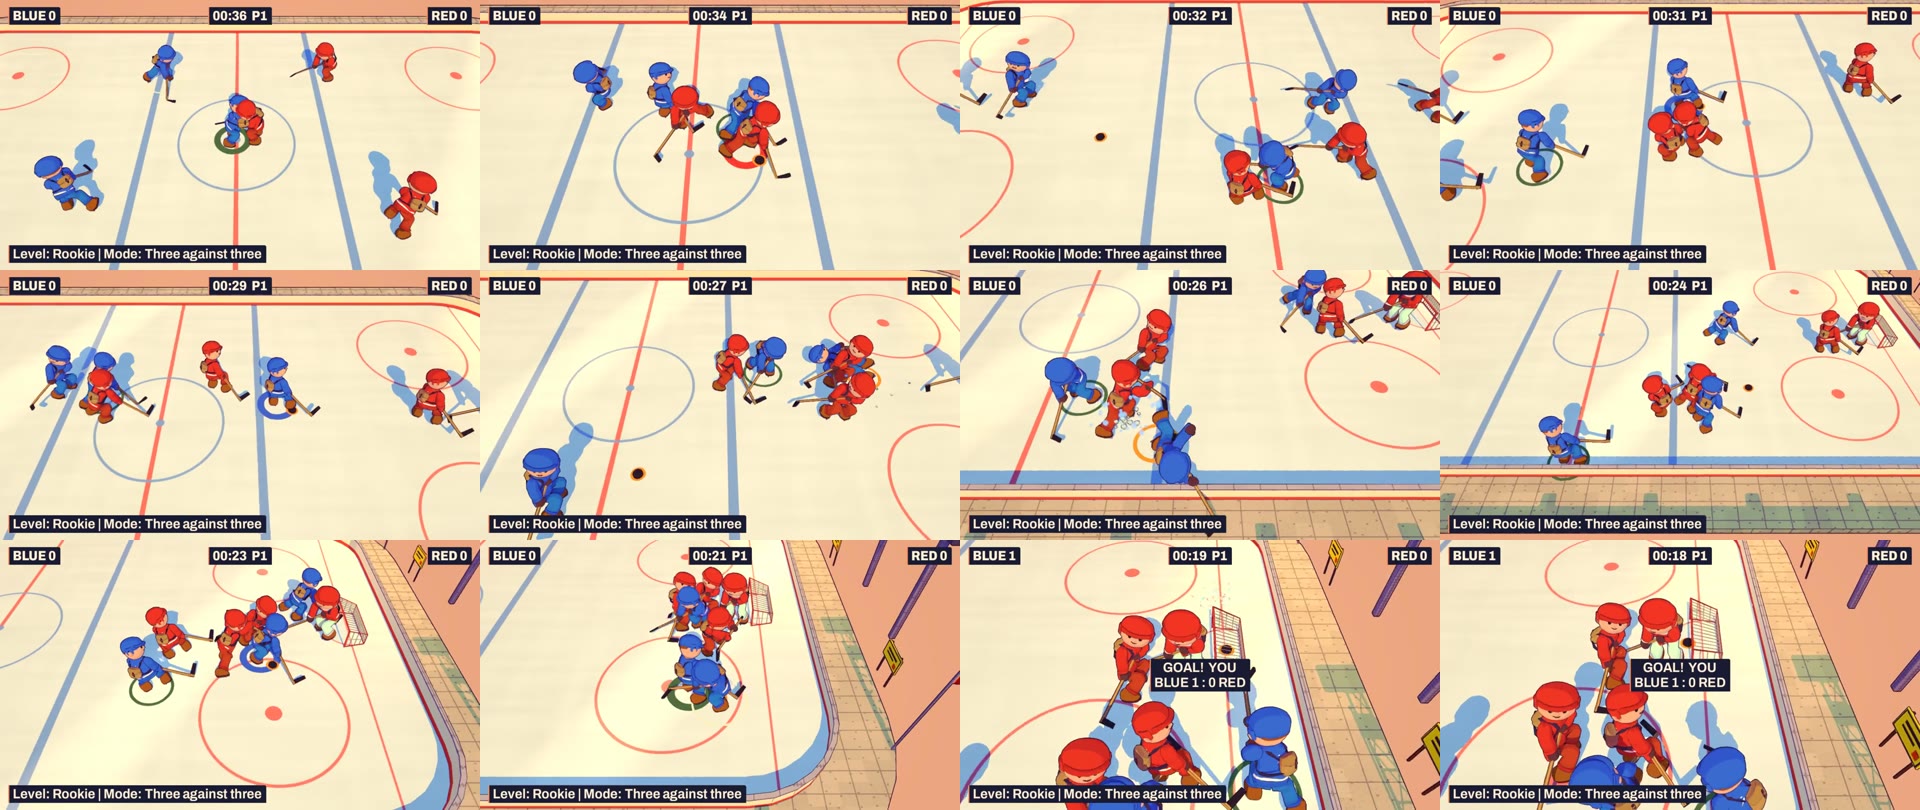 BLUE 0 00:36 P1 RED 0
Level: Rookie | Mode: Three against three
BLUE 0 00:34 P1 RED 0
Level: Rookie | Mode: Three against three
BLUE 0 00:32 P1 RED 0
Level: Rookie | Mode: Three against three
BLUE 0 00:31 P1 RED 0
Level: Rookie | Mode: Three against three
BLUE 0 00:29 P1 RED 0
Level: Rookie | Mode: Three against three
BLUE 0 00:27 P1 RED 0
Level: Rookie | Mode: Three against three
BLUE 0 00:26 P1 RED 0
Level: Rookie | Mode: Three against three
BLUE 0 00:24 P1 RED 0
Level: Rookie | Mode: Three against three
BLUE 0 00:23 P1 RED 0
Level: Rookie | Mode: Three against three
BLUE 0 00:21 P1 RED 0
Level: Rookie | Mode: Three against three
BLUE 1 00:19 P1 RED 0
GOAL! YOU
BLUE 1 : 0 RED
Level: Rookie | Mode: Three against three
BLUE 1 00:18 P1 RED 0
GOAL! YOU
BLUE 1 : 0 RED
Level: Rookie | Mode: Three against three